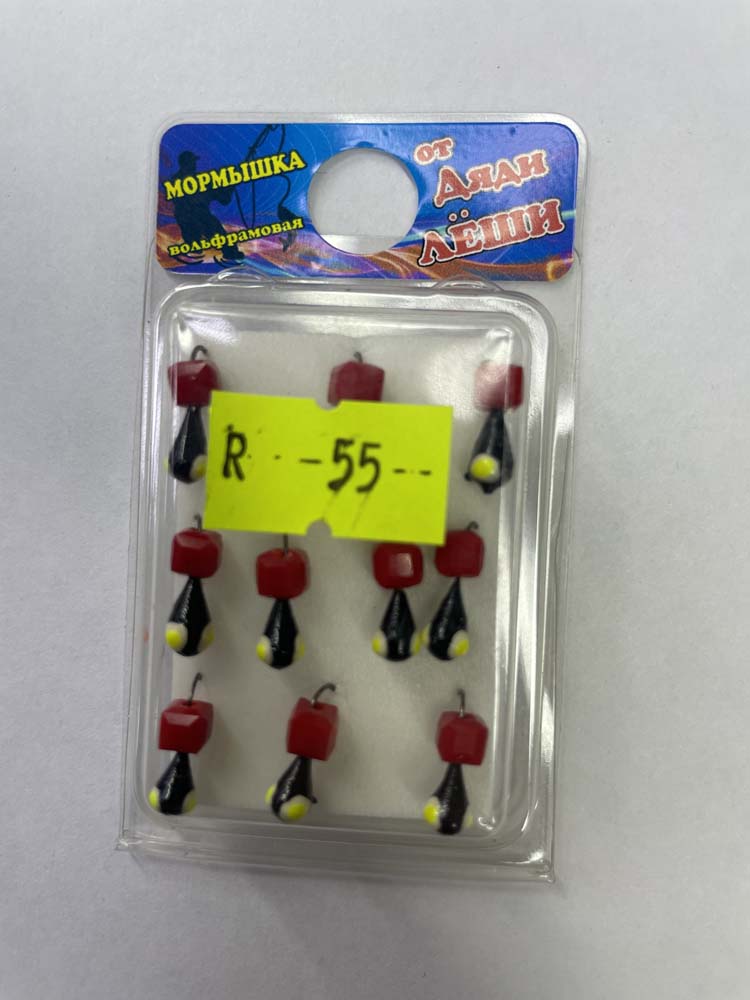 МОРМЫШКА
вольфрамовая
от
Дяди
ЛЁШИ
R --55--